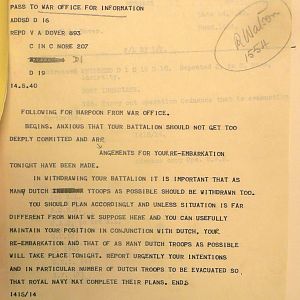 PASS TO WAR OFFICE FOR INFORMATION
ADDSD D 16
REPD V A DOVER 893
C IN C NORE 207
D1
D 19
14.5.40
R Watson
1554
FOLLOWING FOR HARPOON FROM WAR OFFICE.
BEGINS. ANXIOUS THAT YOUR BATTALION SHOULD NOT GET TOO
DEEPLY COMMITTED AND ARR
ANGEMENTS FOR YOUR RE-EMBARKATION
TONIGHT HAVE BEEN MADE.
IN WITHDRAWING YOUR BATTALION IT IS IMPORTANT THAT AS
MANY DUTCH YTOOPS AS POSSIBLE SHOULD BE WITHDRAWN TOO.
YOU SHOULD PLAN ACCORDINGLY AND UNLESS SITUATION IS FAR
DIFFERENT FROM WHAT WE SUPPOSE HERE AND YOU CAN USEFULLY
MAINTAIN YOUR POSITION IN CONJUNCTION WITH DUTCH, YOUR
RE-EMBARKATION AND THAT OF AS MANY DUTCH TROOPS AS POSSIBLE
WILL TAKE PLACE TONIGHT. REPORT URGENTLY YOUR INTENTIONS
AND IN PARTICULAR NUMBER OF DUTCH TROOPS TO BE EVACUATED SO
THAT ROYAL NAVY MAY COMPLETE THEIR PLANS. ENDS
1415/14